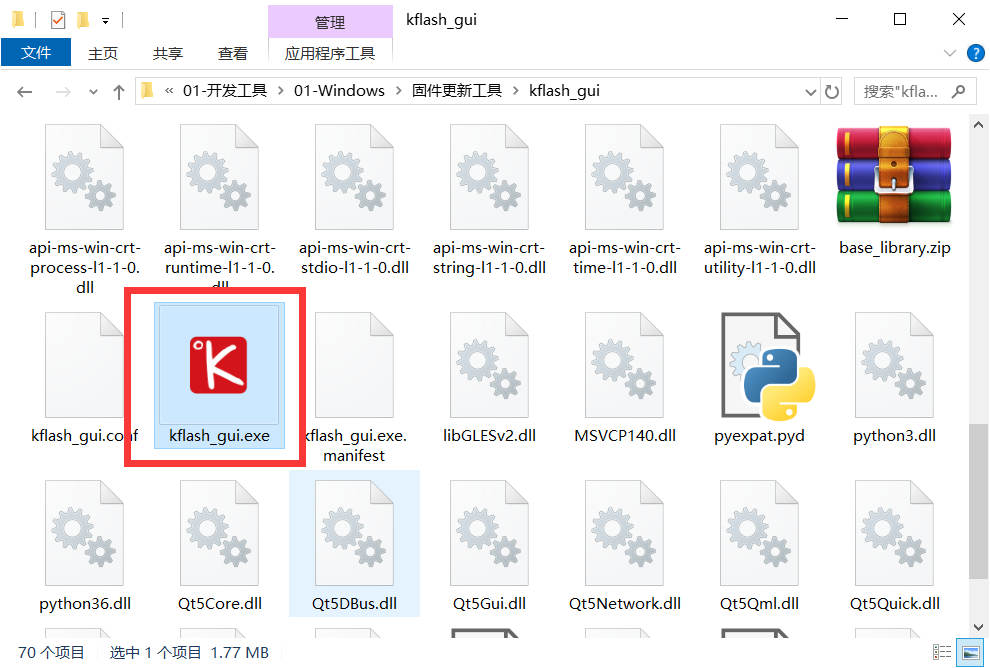 管理
kflash_gui
文件
主页
共享
查看
应用程序工具
« 01-开发工具 > 01-Windows > 固件更新工具 > kflash_gui
搜索"kfla...
api-ms-win-crt-
process-l1-1-0.
dll
api-ms-win-crt-
runtime-l1-1-0.
dll
api-ms-win-crt-
stdio-l1-1-0.dll
api-ms-win-crt-
string-l1-1-0.dll
api-ms-win-crt-
time-l1-1-0.dll
api-ms-win-crt-
utility-l1-1-0.dll
base_library.zip
kflash_gui.conf
kflash_gui.exe
kflash_gui.exe.
manifest
libGLESv2.dll
MSVCP140.dll
pyexpat.pyd
python3.dll
python36.dll
Qt5Core.dll
Qt5DBus.dll
Qt5Gui.dll
Qt5Network.dll
Qt5Qml.dll
Qt5Quick.dll
70 个项目
选中 1 个项目 1.77 MB